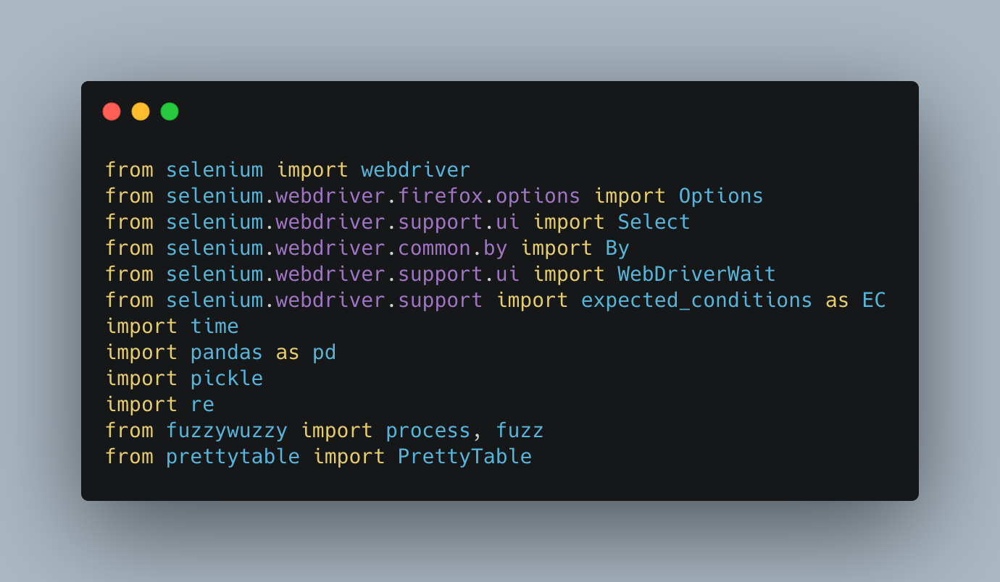 from selenium import webdriver
from selenium.webdriver.firefox.options import Options
from selenium.webdriver.support.ui import Select
from selenium.webdriver.common.by import By
from selenium.webdriver.support.ui import WebDriverWait
from selenium.webdriver.support import expected_conditions as EC
import time
import pandas as pd
import pickle
import re
from fuzzywuzzy import process, fuzz
from prettytable import PrettyTable